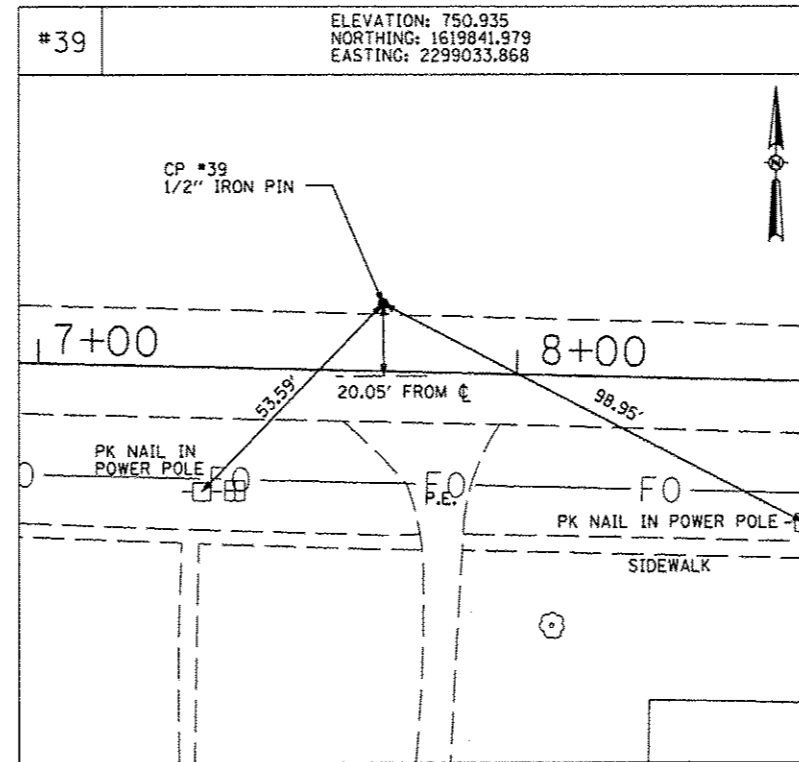 #39
ELEVATION: 750.935
NORTHING: 1619841.979
EASTING: 2299033.868
N
CP #39
1/2" IRON PIN
7+00
8+00
20.05' FROM ℄
53.59'
98.95'
PK NAIL IN
POWER POLE
FO
P.E.
FO
PK NAIL IN POWER POLE
SIDEWALK